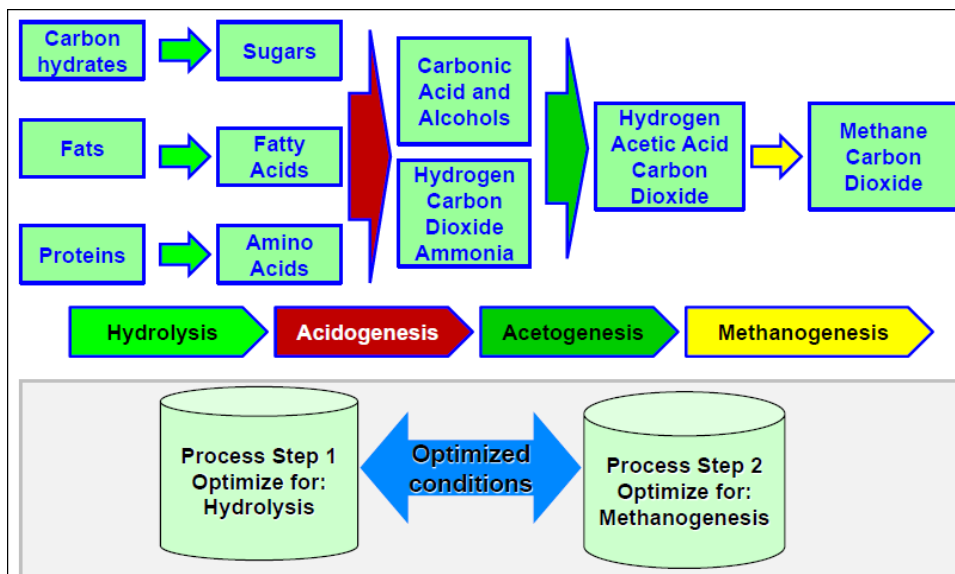 Carbon
hydrates
Sugars
Fats
Fatty
Acids
Proteins
Amino
Acids
Carbonic
Acid and
Alcohols
Hydrogen
Carbon
Dioxide
Ammonia
Hydrogen
Acetic Acid
Carbon
Dioxide
Methane
Carbon
Dioxide
Hydrolysis
Acidogenesis
Acetogenesis
Methanogenesis
Process Step 1
Optimize for:
Hydrolysis
Optimized
conditions
Process Step 2
Optimize for:
Methanogenesis